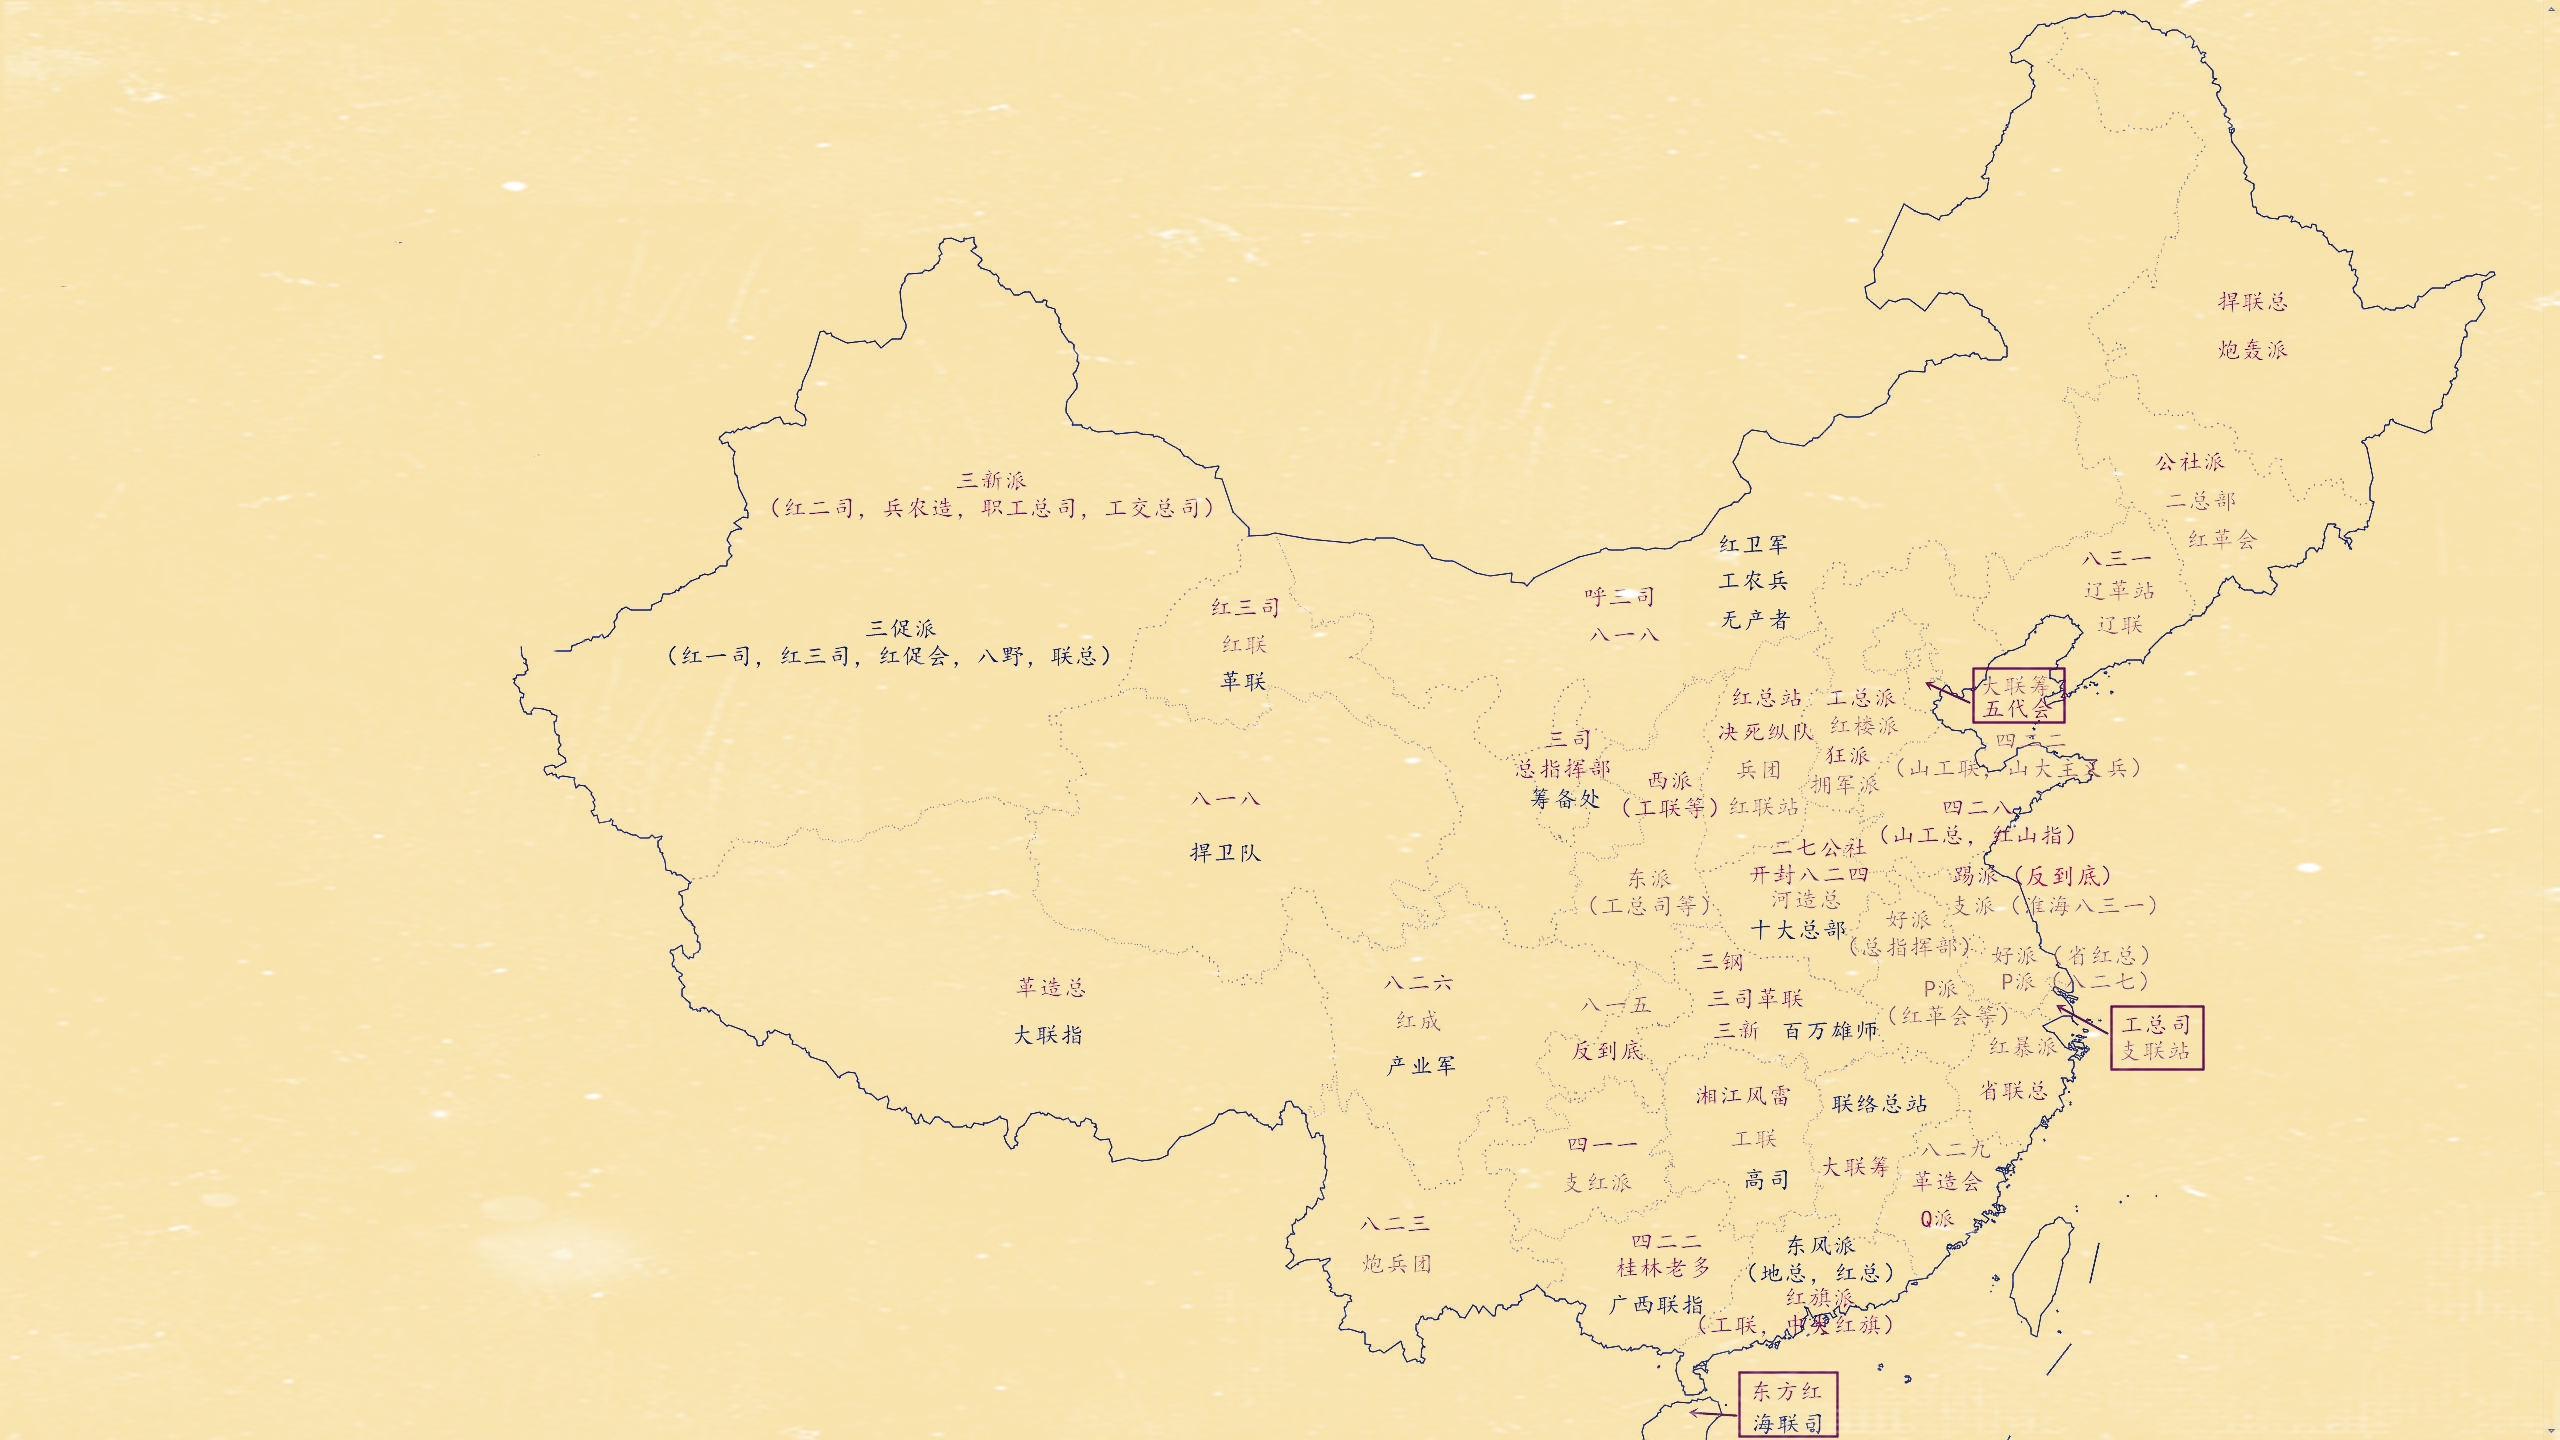 捍联总
炮轰派
公社派
二总部
红革会
八三一
辽革站
辽联
三新派
（红二司，兵农造，职工总司，工交总司）
三促派
（红一司，红三司，红促会，八野，联总）
红三司
红联
革联
呼三司
八一八
红卫军
工农兵
无产者
大联筹
五代会
红总站
决死纵队
兵团
红联站
工总派
红楼派
狂派
拥军派
四二二
（山工联，山大主义兵）
四二八
（山工总，红山指）
三司
总指挥部
筹备处
西派
（工联等）
东派
（工总司等）
八一八
捍卫队
二七公社
开封八二四
河造总
十大总部
踢派（反到底）
支派（淮海八三一）
好派
（总指挥部）
好派（省红总）
P派（八二七）
P派
（红革会等）
工总司
支联站
革造总
大联指
八二六
红成
产业军
八一五
反到底
三钢
三司革联
三新 百万雄师
红暴派
省联总
湘江风雷
工联
高司
联络总站
大联筹
四一一
支红派
八二九
革造会
Q派
八二三
炮兵团
四二二
桂林老多
广西联指
东风派
（地总，红总）
红旗派
（工联，中大红旗）
东方红
海联司